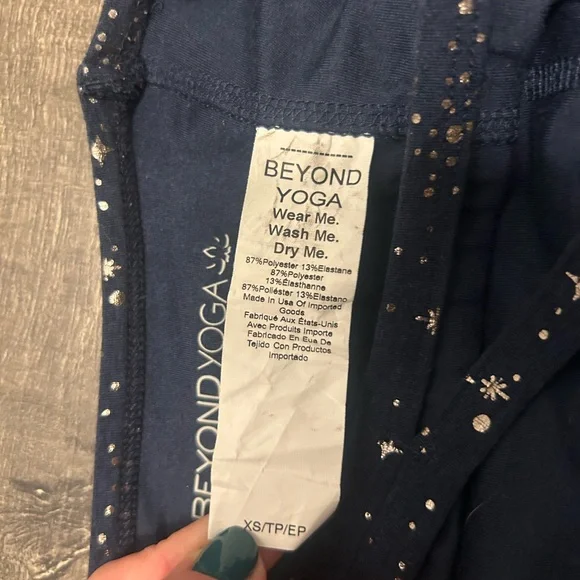 BEYOND
YOGA
Wear Me.
Wash Me.
Dry Me.
87%Polyester 13%Elastane
87%Polyester
13%Élasthanne
87%Poliéster 13%Elastano
Made In Usa Of Imported
Goods
Fabriqué Aux États-Unis
Avec Produits Importe
Fabricado En Eua De
Tejido Con Productos
Importado
XS/TP/EP
BEYOND YOGA